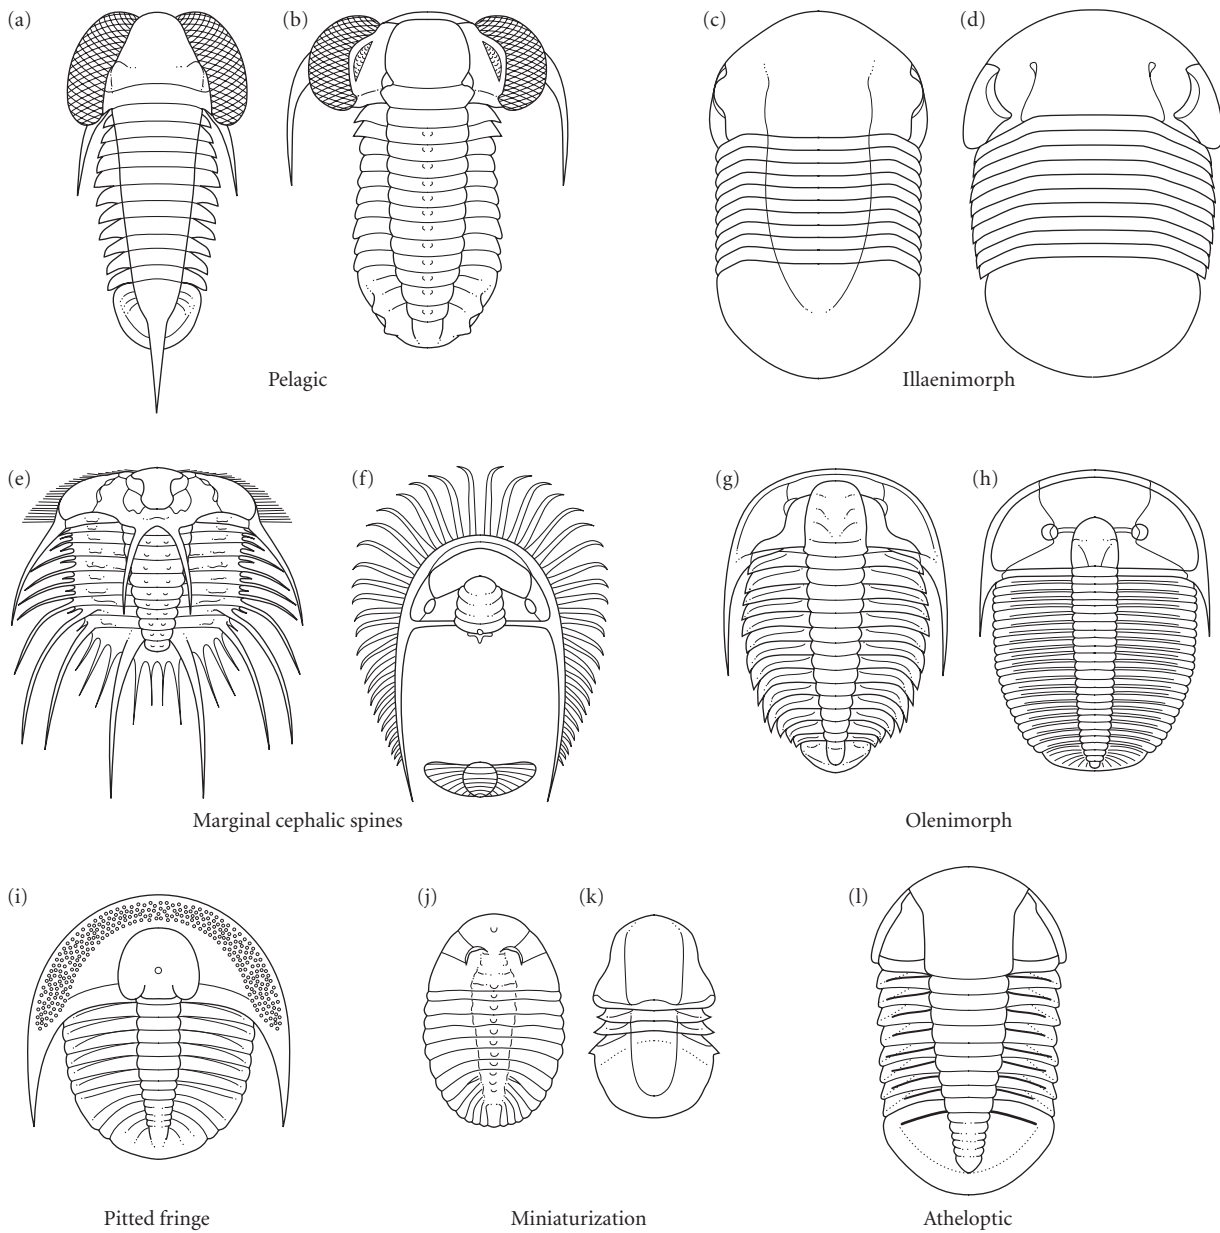 (a)
(b)
(c)
(d)
Pelagic
Illaenimorph
(e)
(f)
(g)
(h)
Marginal cephalic spines
Olenimorph
(i)
(j)
(k)
(l)
Pitted fringe
Miniaturization
Atheloptic